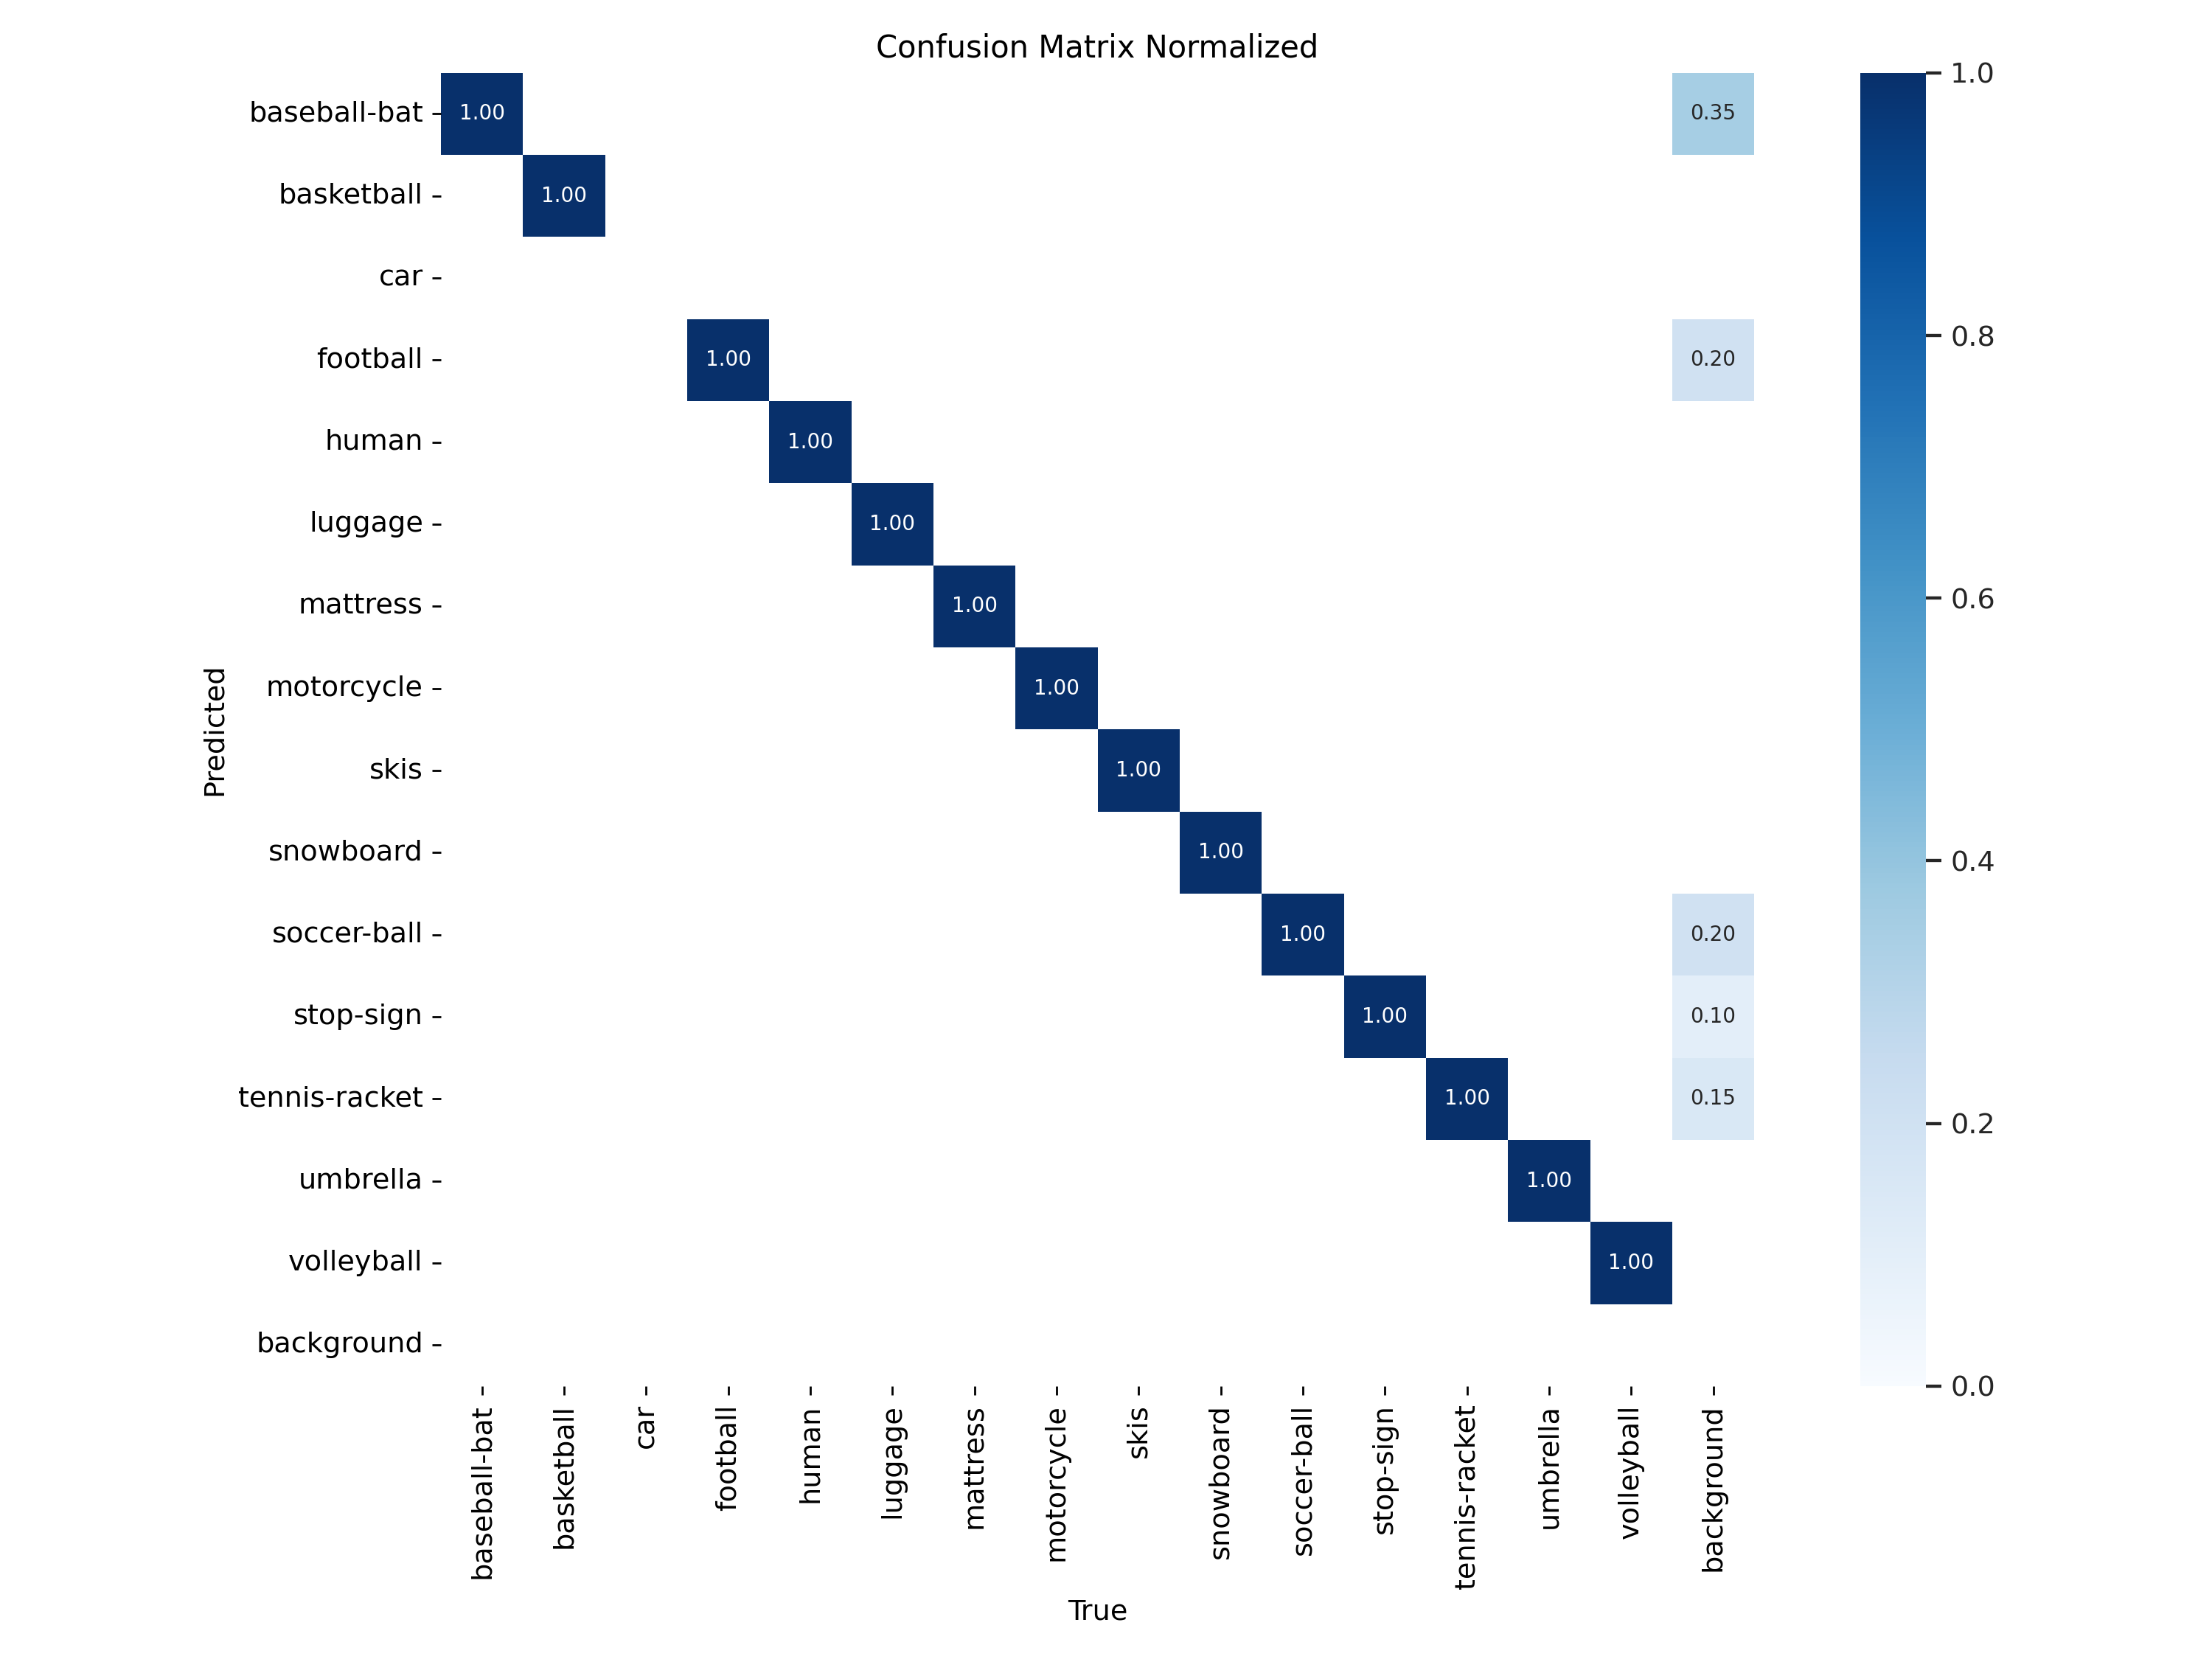 Confusion Matrix Normalized
baseball-bat 1.00 0.35
basketball 1.00
car
football 1.00 0.20
human 1.00
luggage 1.00
mattress 1.00
motorcycle 1.00
skis 1.00
snowboard 1.00
soccer-ball 1.00 0.20
stop-sign 1.00 0.10
tennis-racket 1.00 0.15
umbrella 1.00
volleyball 1.00
background
Predicted
baseball-bat
basketball
car
football
human
luggage
mattress
motorcycle
skis
snowboard
soccer-ball
stop-sign
tennis-racket
umbrella
volleyball
background
True
1.0
0.8
0.6
0.4
0.2
0.0